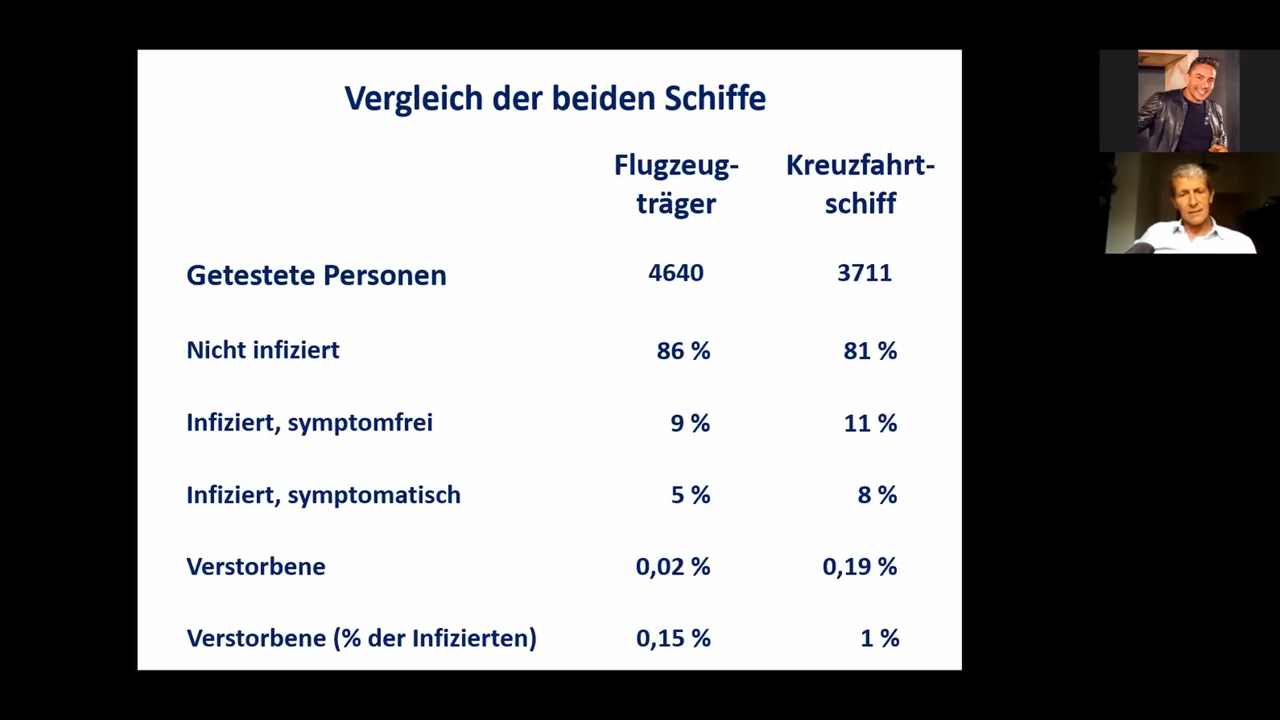 Vergleich der beiden Schiffe
Flugzeug- Kreuzfahrt-
träger schiff
Getestete Personen 4640 3711
Nicht infiziert 86 % 81 %
Infiziert, symptomfrei 9 % 11 %
Infiziert, symptomatisch 5 % 8 %
Verstorbene 0,02 % 0,19 %
Verstorbene (% der Infizierten) 0,15 % 1 %